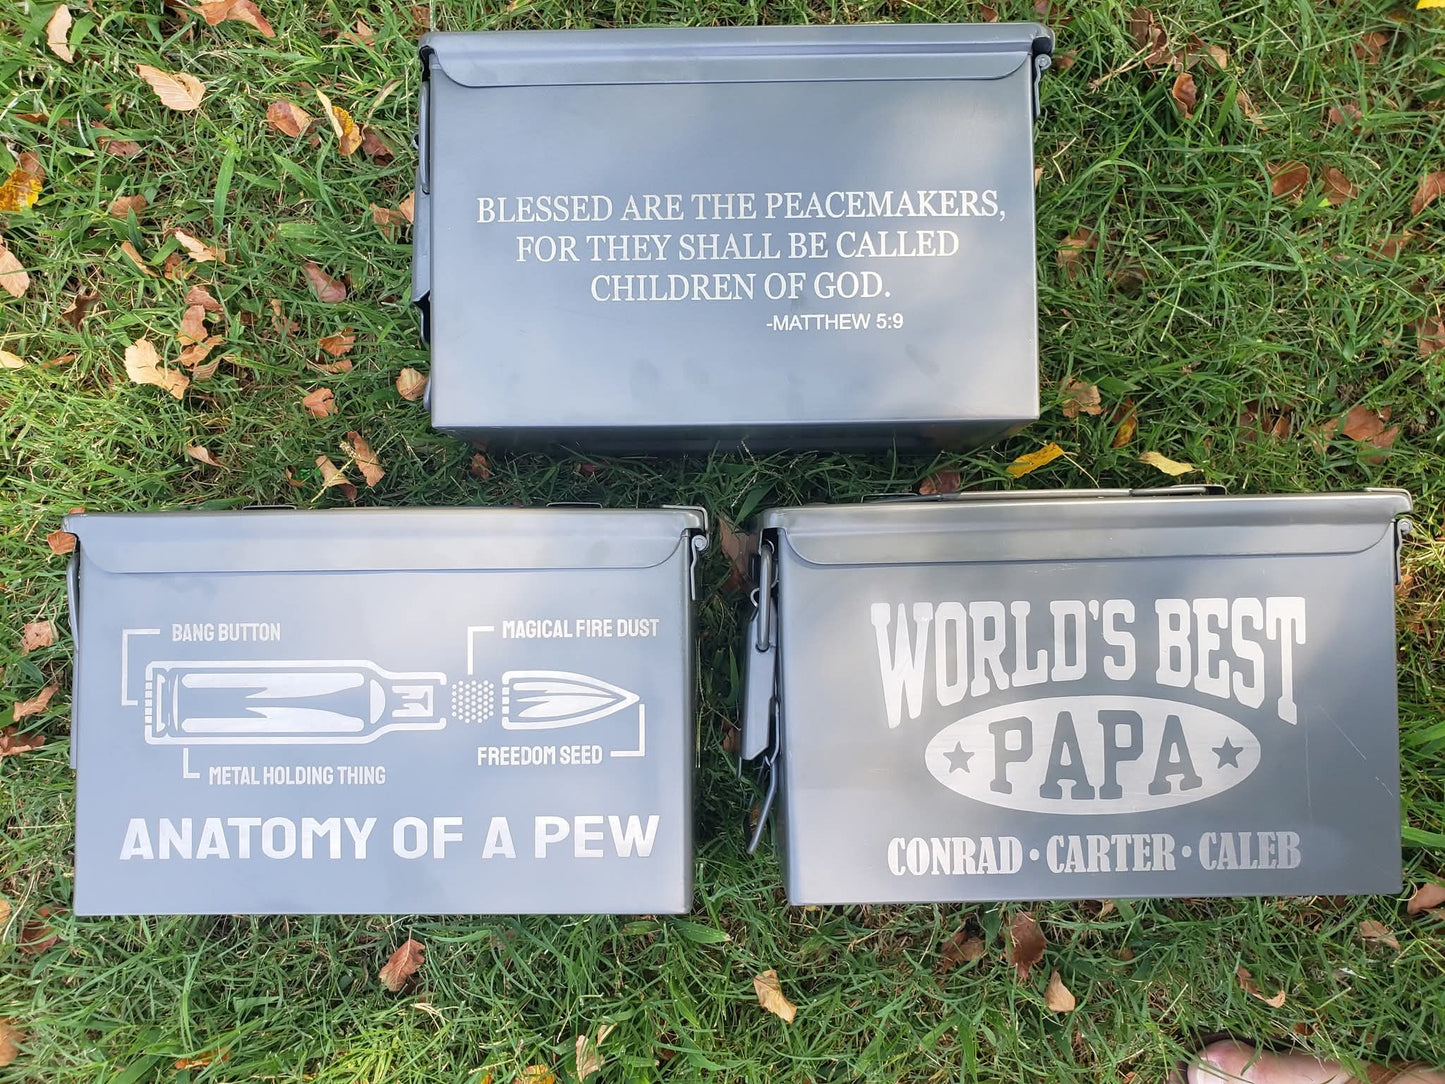 BLESSED ARE THE PEACEMAKERS,
FOR THEY SHALL BE CALLED
CHILDREN OF GOD.
-MATTHEW 5:9
BANG BUTTON
MAGICAL FIRE DUST
FREEDOM SEED
METAL HOLDING THING
ANATOMY OF A PEW
WORLD'S BEST
PAPA
CONRAD • CARTER • CALEB